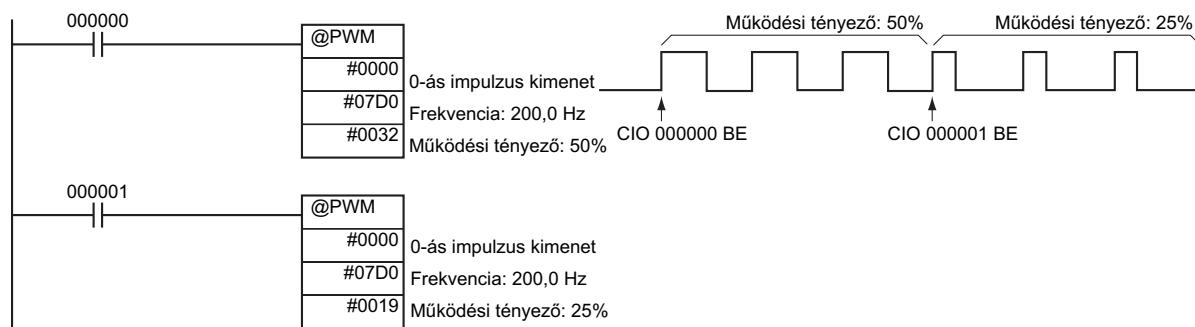 000000
@PWM
#0000 0-ás impulzus kimenet
#07D0 Frekvencia: 200,0 Hz
#0032 Működési tényező: 50%
Működési tényező: 50%
Működési tényező: 25%
CIO 000000 BE
CIO 000001 BE
000001
@PWM
#0000 0-ás impulzus kimenet
#07D0 Frekvencia: 200,0 Hz
#0019 Működési tényező: 25%